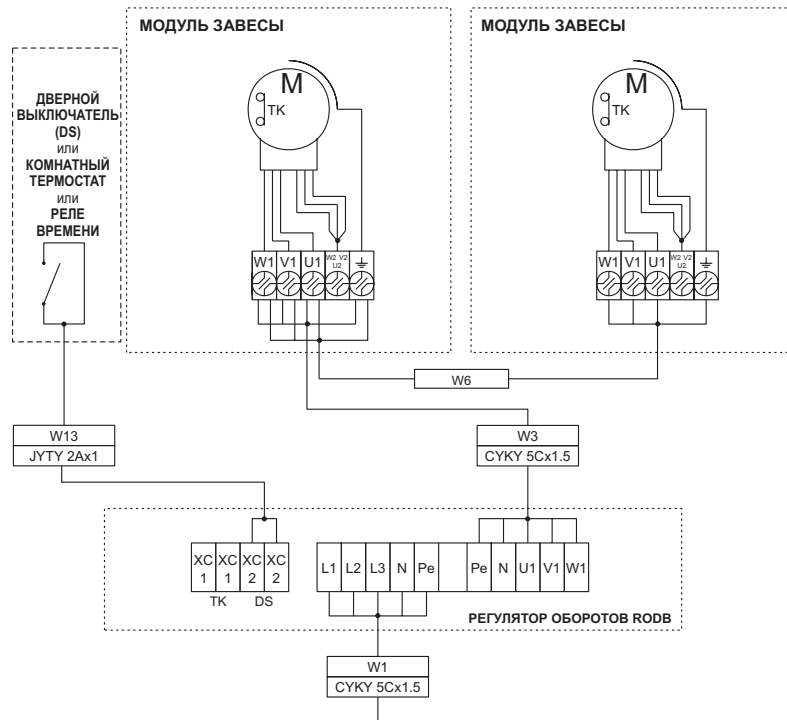 МОДУЛЬ ЗАВЕСЫ
МОДУЛЬ ЗАВЕСЫ
ДВЕРНОЙ
ВЫКЛЮЧАТЕЛЬ
(DS)
или
КОМНАТНЫЙ
ТЕРМОСТАТ
или
РЕЛЕ
ВРЕМЕНИ
M
TK
M
TK
W1 V1 U1 W2 V2
U2
W1 V1 U1 W2 V2
U2
W6
W13
JYTY 2Ax1
W3
CYKY 5Cx1.5
XC XC XC XC
1 1 2 2
TK DS
L1 L2 L3 N Pe Pe N U1 V1 W1
РЕГУЛЯТОР ОБОРОТОВ RODB
W1
CYKY 5Cx1.5